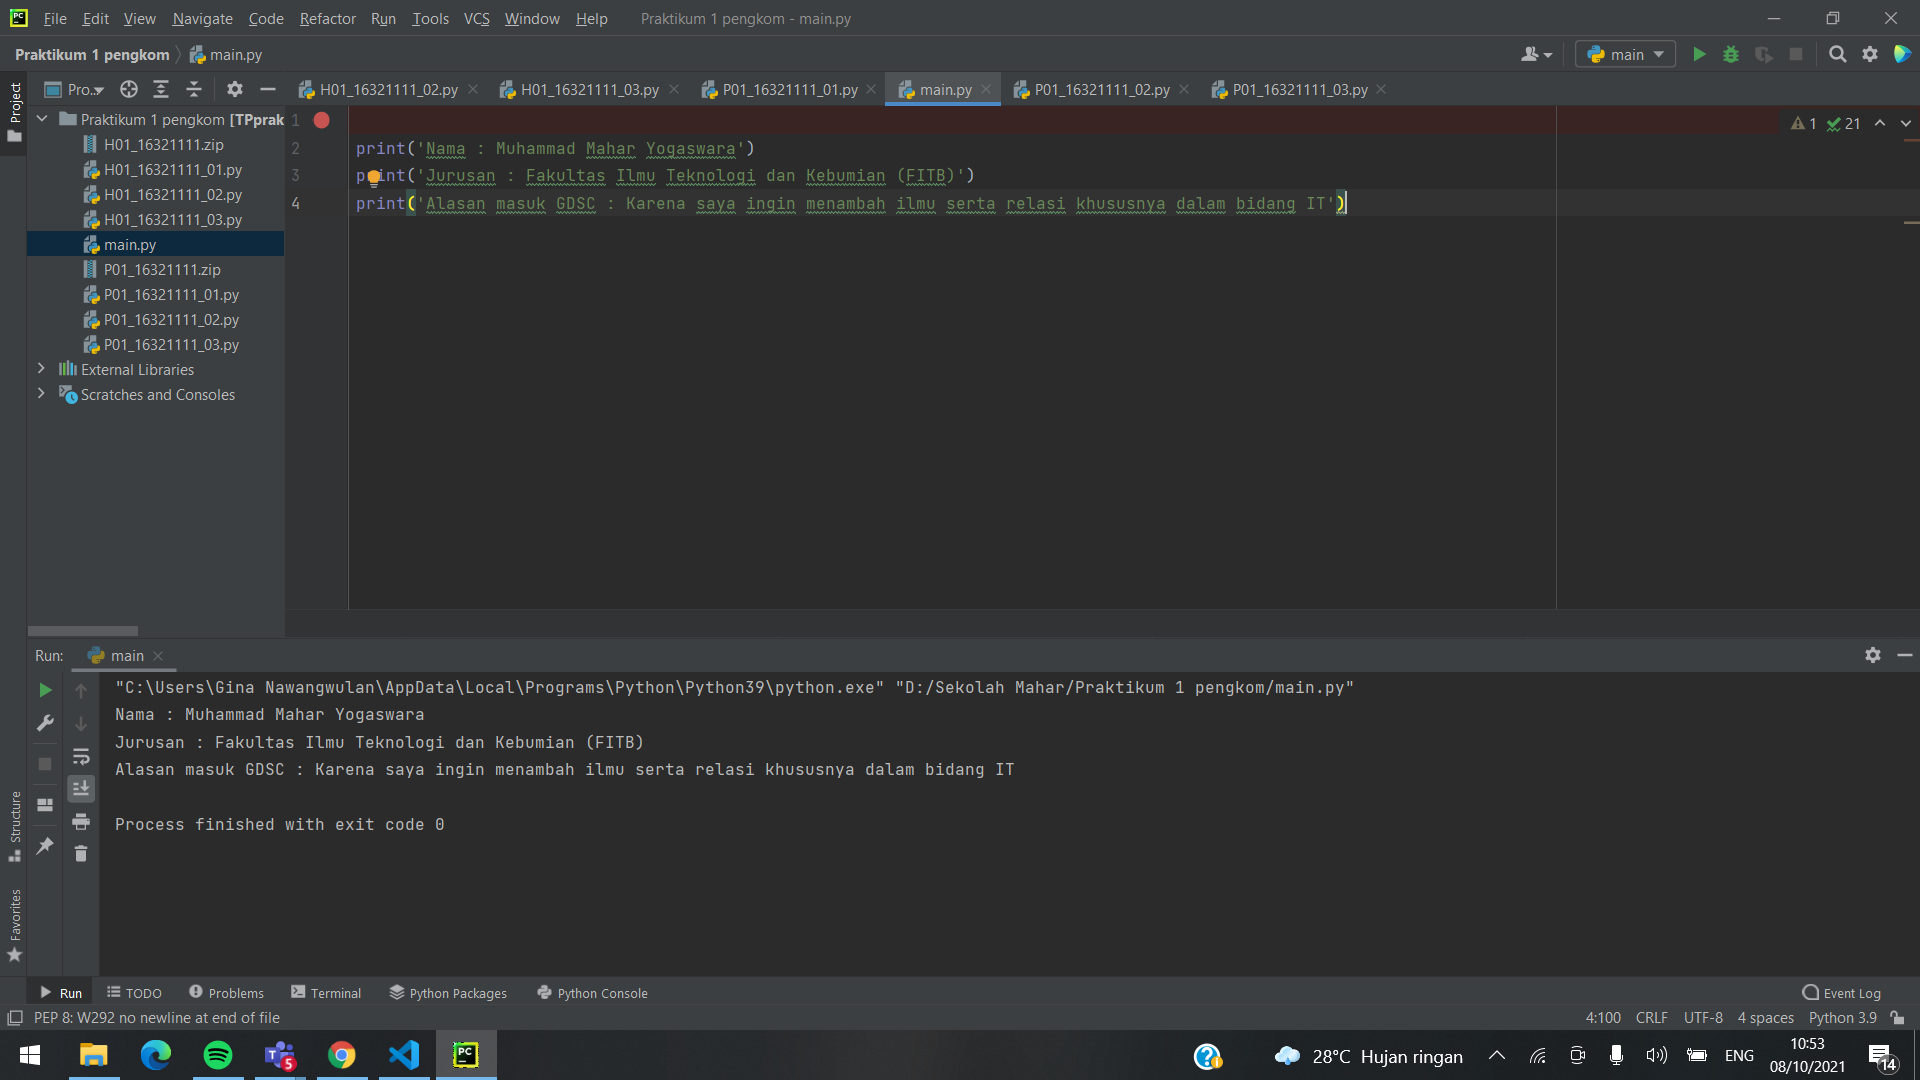 PC File Edit View Navigate Code Refactor Run Tools VCS Window Help Praktikum 1 pengkom - main.py
Praktikum 1 pengkom main.py main
Project
Pro.. H01_16321111_02.py H01_16321111_03.py P01_16321111_01.py main.py P01_16321111_02.py P01_16321111_03.py
Praktikum 1 pengkom [TPprak
H01_16321111.zip
H01_16321111_01.py
H01_16321111_02.py
H01_16321111_03.py
main.py
P01_16321111.zip
P01_16321111_01.py
P01_16321111_02.py
P01_16321111_03.py
External Libraries
Scratches and Consoles
1
2 print('Nama : Muhammad Mahar Yogaswara')
3 print('Jurusan : Fakultas Ilmu Teknologi dan Kebumian (FITB)')
4 print('Alasan masuk GDSC : Karena saya ingin menambah ilmu serta relasi khususnya dalam bidang IT')
1 21
Run: main
"C:\Users\Gina Nawangwulan\AppData\Local\Programs\Python\Python39\python.exe" "D:/Sekolah Mahar/Praktikum 1 pengkom/main.py"
Nama : Muhammad Mahar Yogaswara
Jurusan : Fakultas Ilmu Teknologi dan Kebumian (FITB)
Alasan masuk GDSC : Karena saya ingin menambah ilmu serta relasi khususnya dalam bidang IT
Process finished with exit code 0
Structure
Favorites
Run TODO Problems Terminal Python Packages Python Console Event Log
PEP 8: W292 no newline at end of file 4:100 CRLF UTF-8 4 spaces Python 3.9
T 5 PC ? 28°C Hujan ringan ENG 10:53
08/10/2021 14